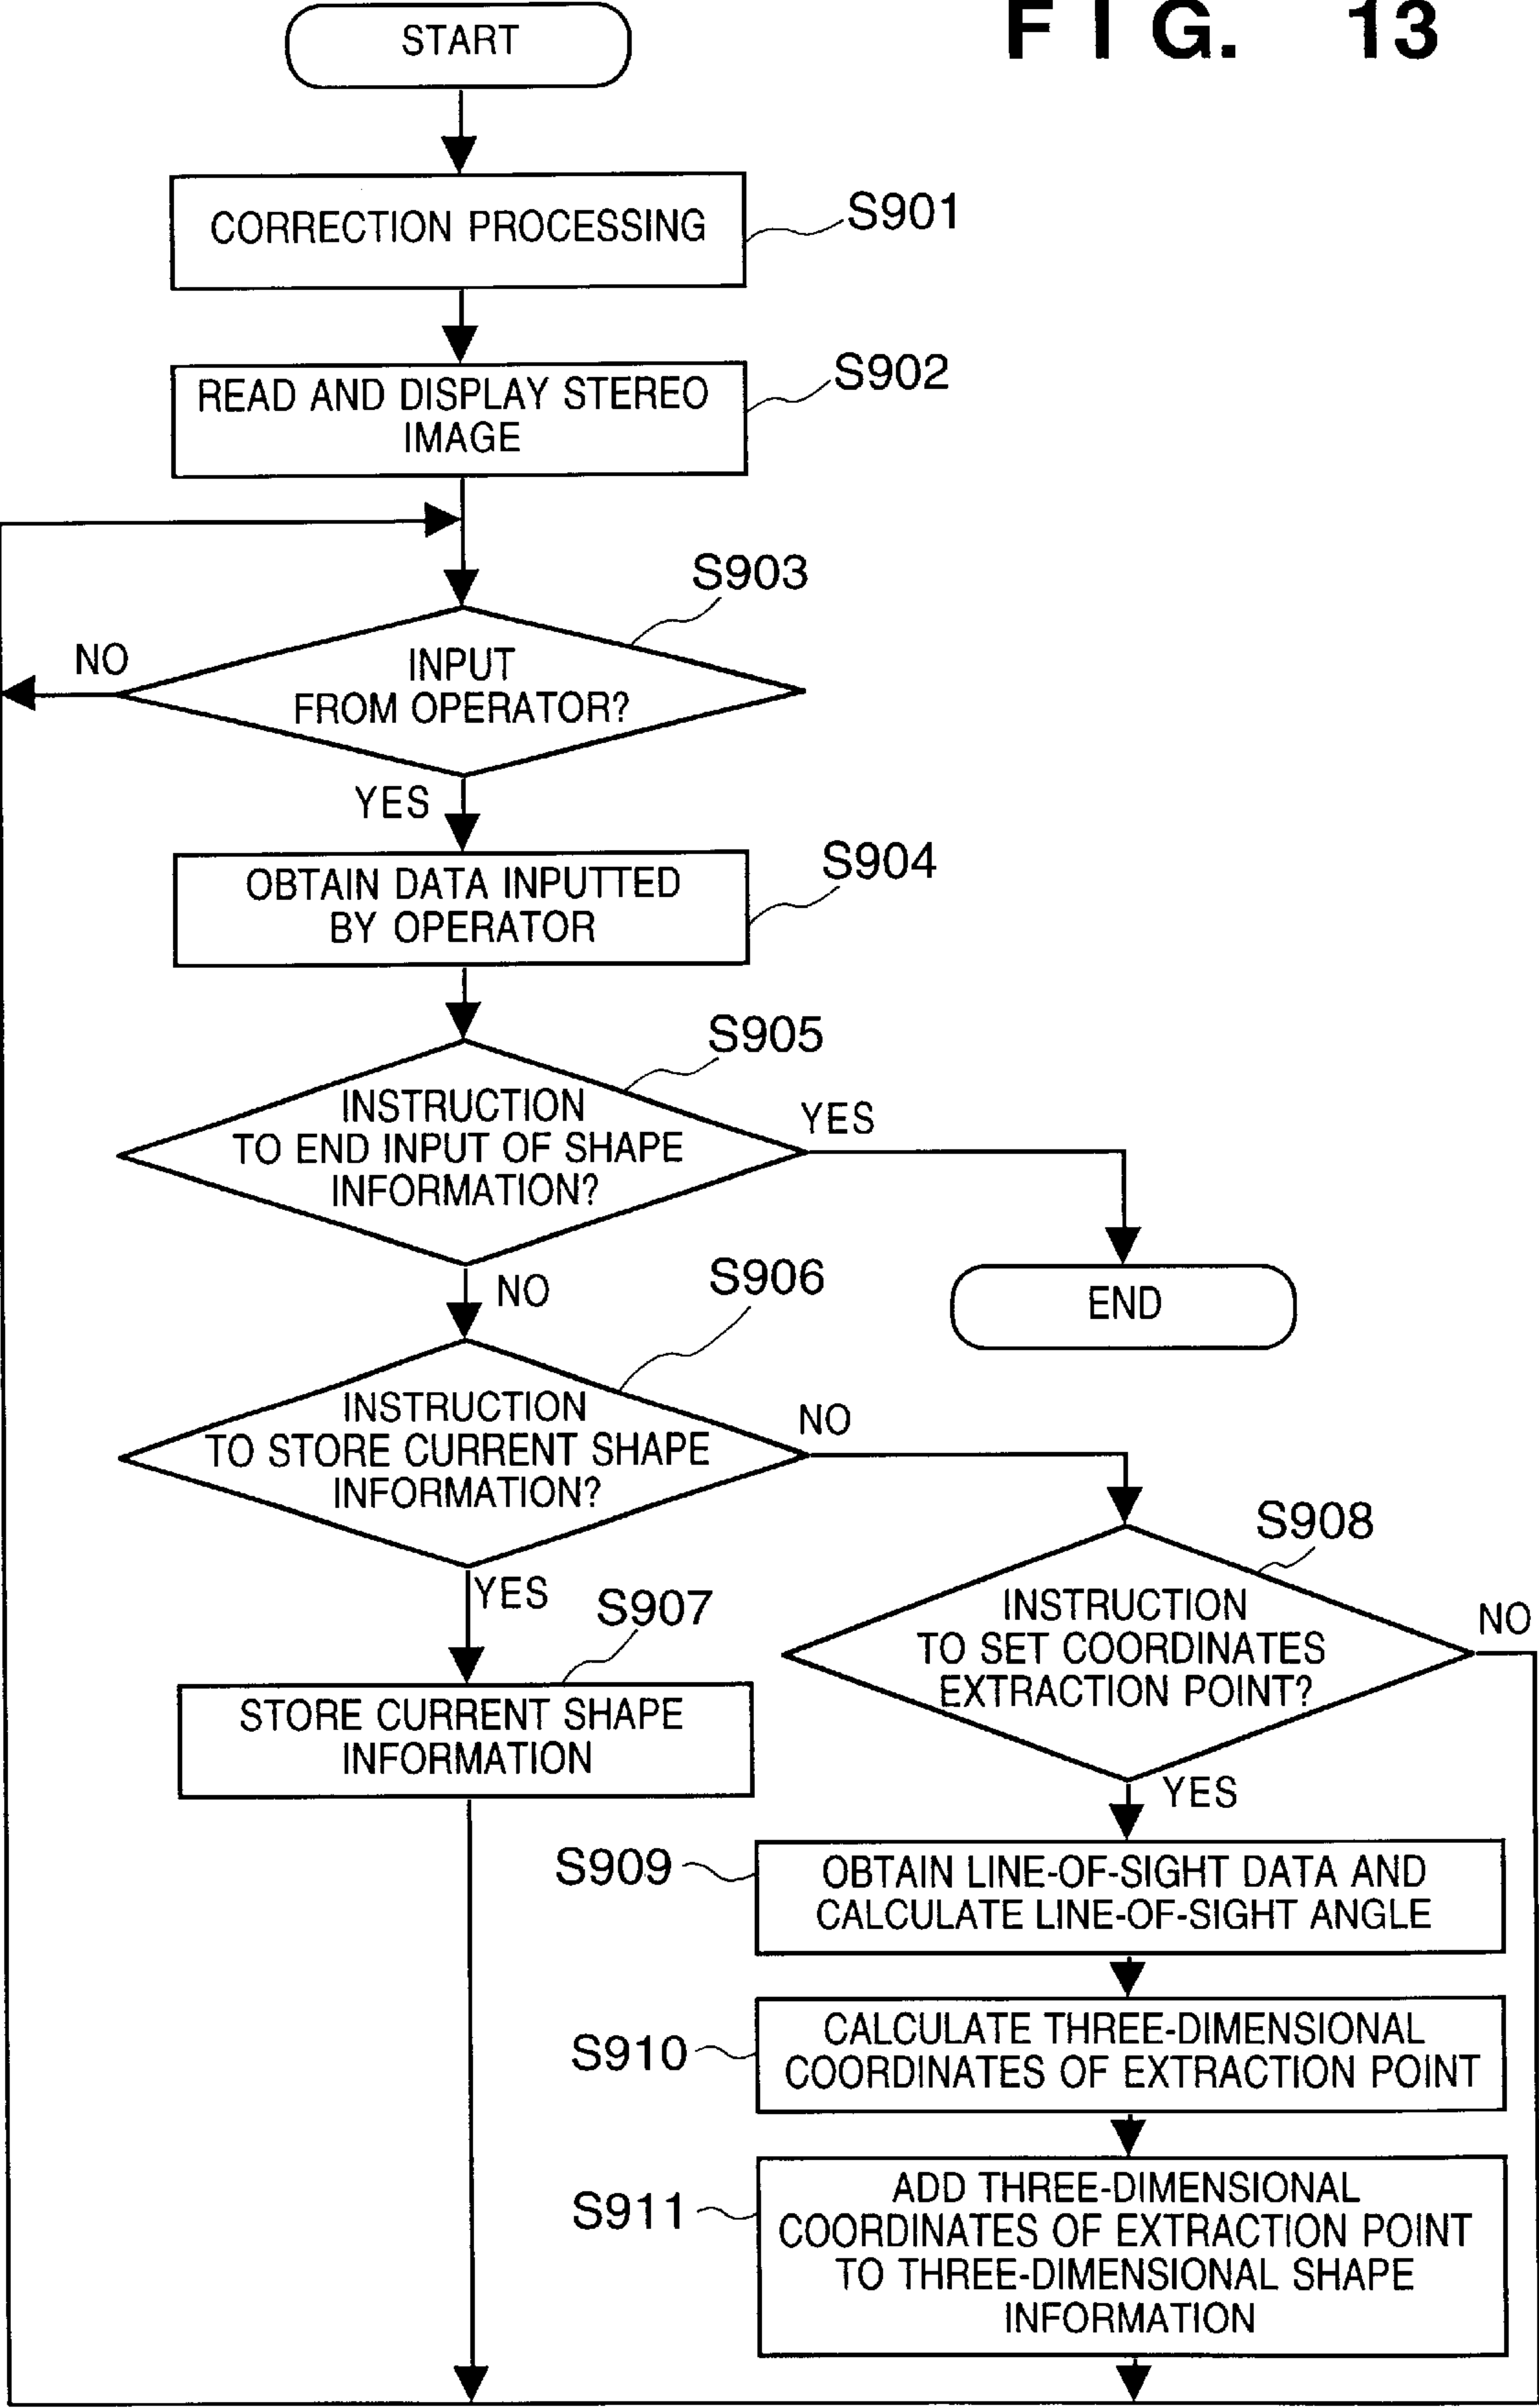 FIG. 13
START
CORRECTION PROCESSING
S901
READ AND DISPLAY STEREO
IMAGE
S902
S903
INPUT
FROM OPERATOR?
NO
YES
OBTAIN DATA INPUTTED
BY OPERATOR
S904
S905
INSTRUCTION
TO END INPUT OF SHAPE
INFORMATION?
YES
END
NO
S906
INSTRUCTION
TO STORE CURRENT SHAPE
INFORMATION?
NO
YES
S907
STORE CURRENT SHAPE
INFORMATION
S908
INSTRUCTION
TO SET COORDINATES
EXTRACTION POINT?
NO
YES
S909
OBTAIN LINE-OF-SIGHT DATA AND
CALCULATE LINE-OF-SIGHT ANGLE
S910
CALCULATE THREE-DIMENSIONAL
COORDINATES OF EXTRACTION POINT
S911
ADD THREE-DIMENSIONAL
COORDINATES OF EXTRACTION POINT
TO THREE-DIMENSIONAL SHAPE
INFORMATION